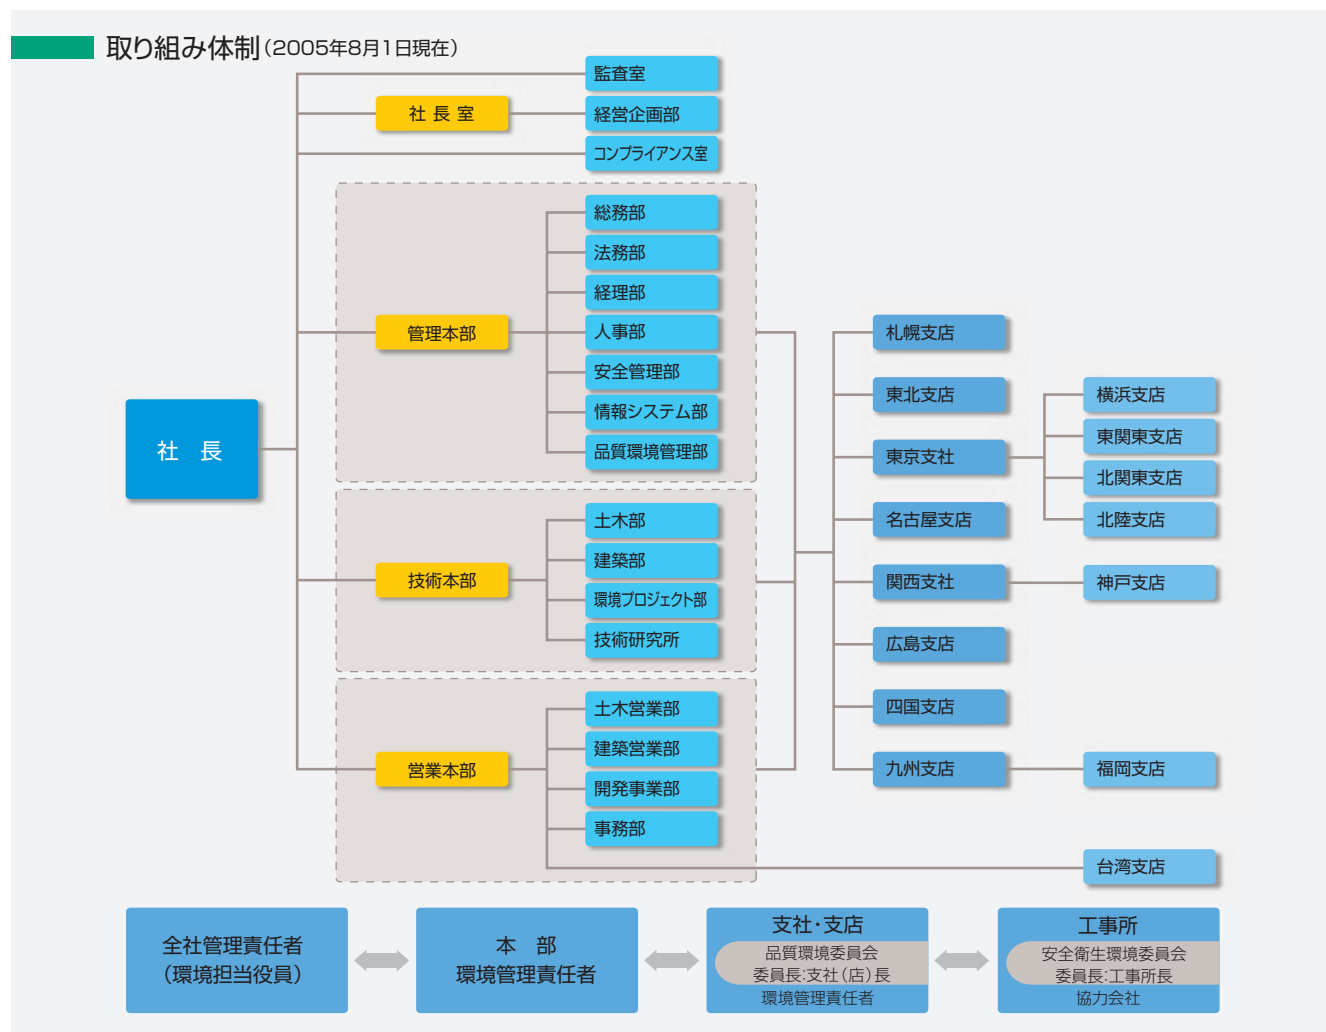 取り組み体制(2005年8月1日現在)
監査室
社長室
経営企画部
コンプライアンス室
総務部
法務部
経理部
管理本部
人事部
安全管理部
情報システム部
品質環境管理部
社 長
土木部
建築部
技術本部
環境プロジェクト部
技術研究所
土木営業部
建築営業部
営業本部
開発事業部
事務部
札幌支店
東北支店
東京支社
名古屋支店
関西支社
広島支店
四国支店
九州支店
横浜支店
東関東支店
北関東支店
北陸支店
神戸支店
福岡支店
台湾支店
全社管理責任者
(環境担当役員)
本 部
環境管理責任者
支社・支店
品質環境委員会
委員長:支社(店)長
環境管理責任者
工事所
安全衛生環境委員会
委員長:工事所長
協力会社